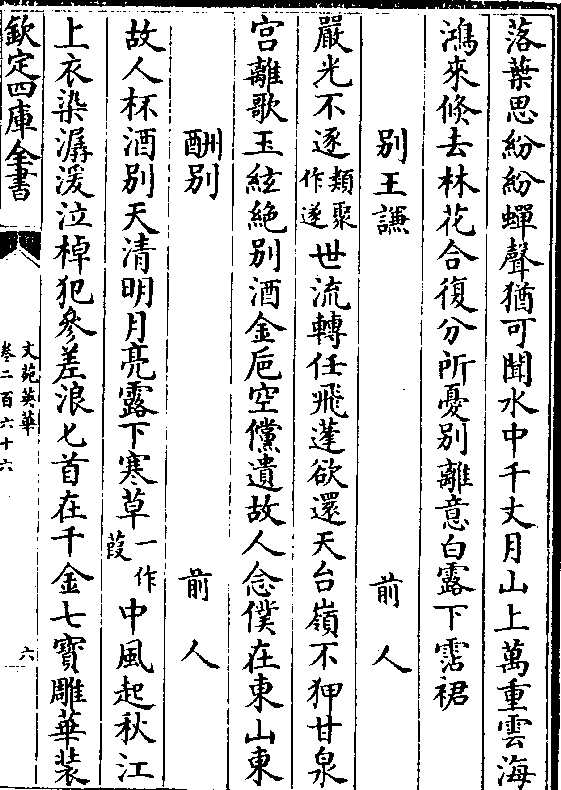 落葉思紛紛蟬聲猶可聞水中千丈月山上萬重雲海
鴻來倐去林花合復分所憂别離意白露下霑裙
别王謙 前人
嚴光不逐類聚作遂世流轉任飛蓬欲還天台嶺不狎甘泉
宫離歌玉絃絶别酒金巵空儻遺故人念僕在東山東
酬别 前人
故人杯酒别天清明月亮露下寒草一作葭中風起秋江
上衣染潺湲泣棹犯參差浪匕首在千金七寳雕華装
欽定四庫全書
文苑英華
卷二百六十六
六